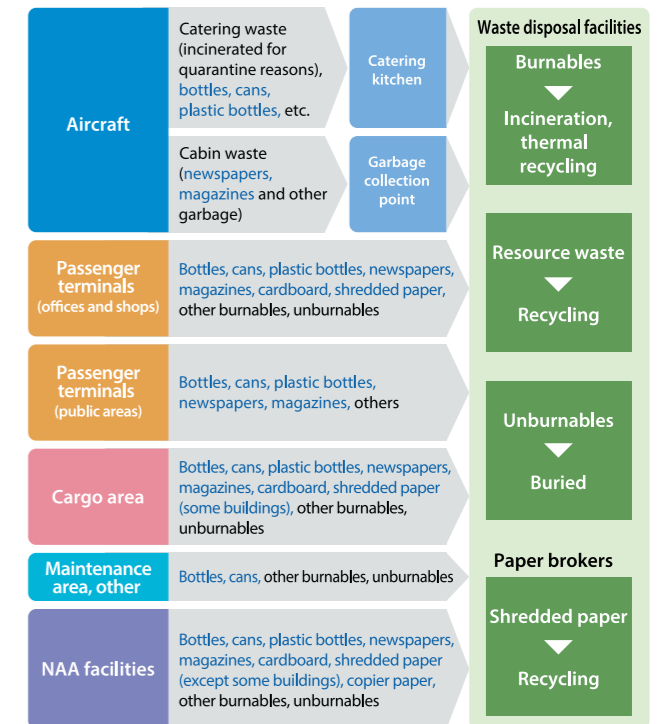 Aircraft
Catering waste
(incinerated for
quarantine reasons),
bottles, cans,
plastic bottles, etc.
Catering
kitchen
Cabin waste
(newspapers,
magazines and other
garbage)
Garbage
collection
point
Passenger
terminals
(offices and shops)
Bottles, cans, plastic bottles, newspapers,
magazines, cardboard, shredded paper,
other burnables, unburnables
Passenger
terminals
(public areas)
Bottles, cans, plastic bottles,
newspapers, magazines, others
Cargo area
Bottles, cans, plastic bottles, newspapers,
magazines, cardboard, shredded paper
(some buildings), other burnables,
unburnables
Maintenance
area, other
Bottles, cans, other burnables, unburnables
NAA facilities
Bottles, cans, plastic bottles, newspapers,
magazines, cardboard, shredded paper
(except some buildings), copier paper,
other burnables, unburnables
Waste disposal facilities
Burnables
Incineration,
thermal
recycling
Resource waste
Recycling
Unburnables
Buried
Paper brokers
Shredded paper
Recycling